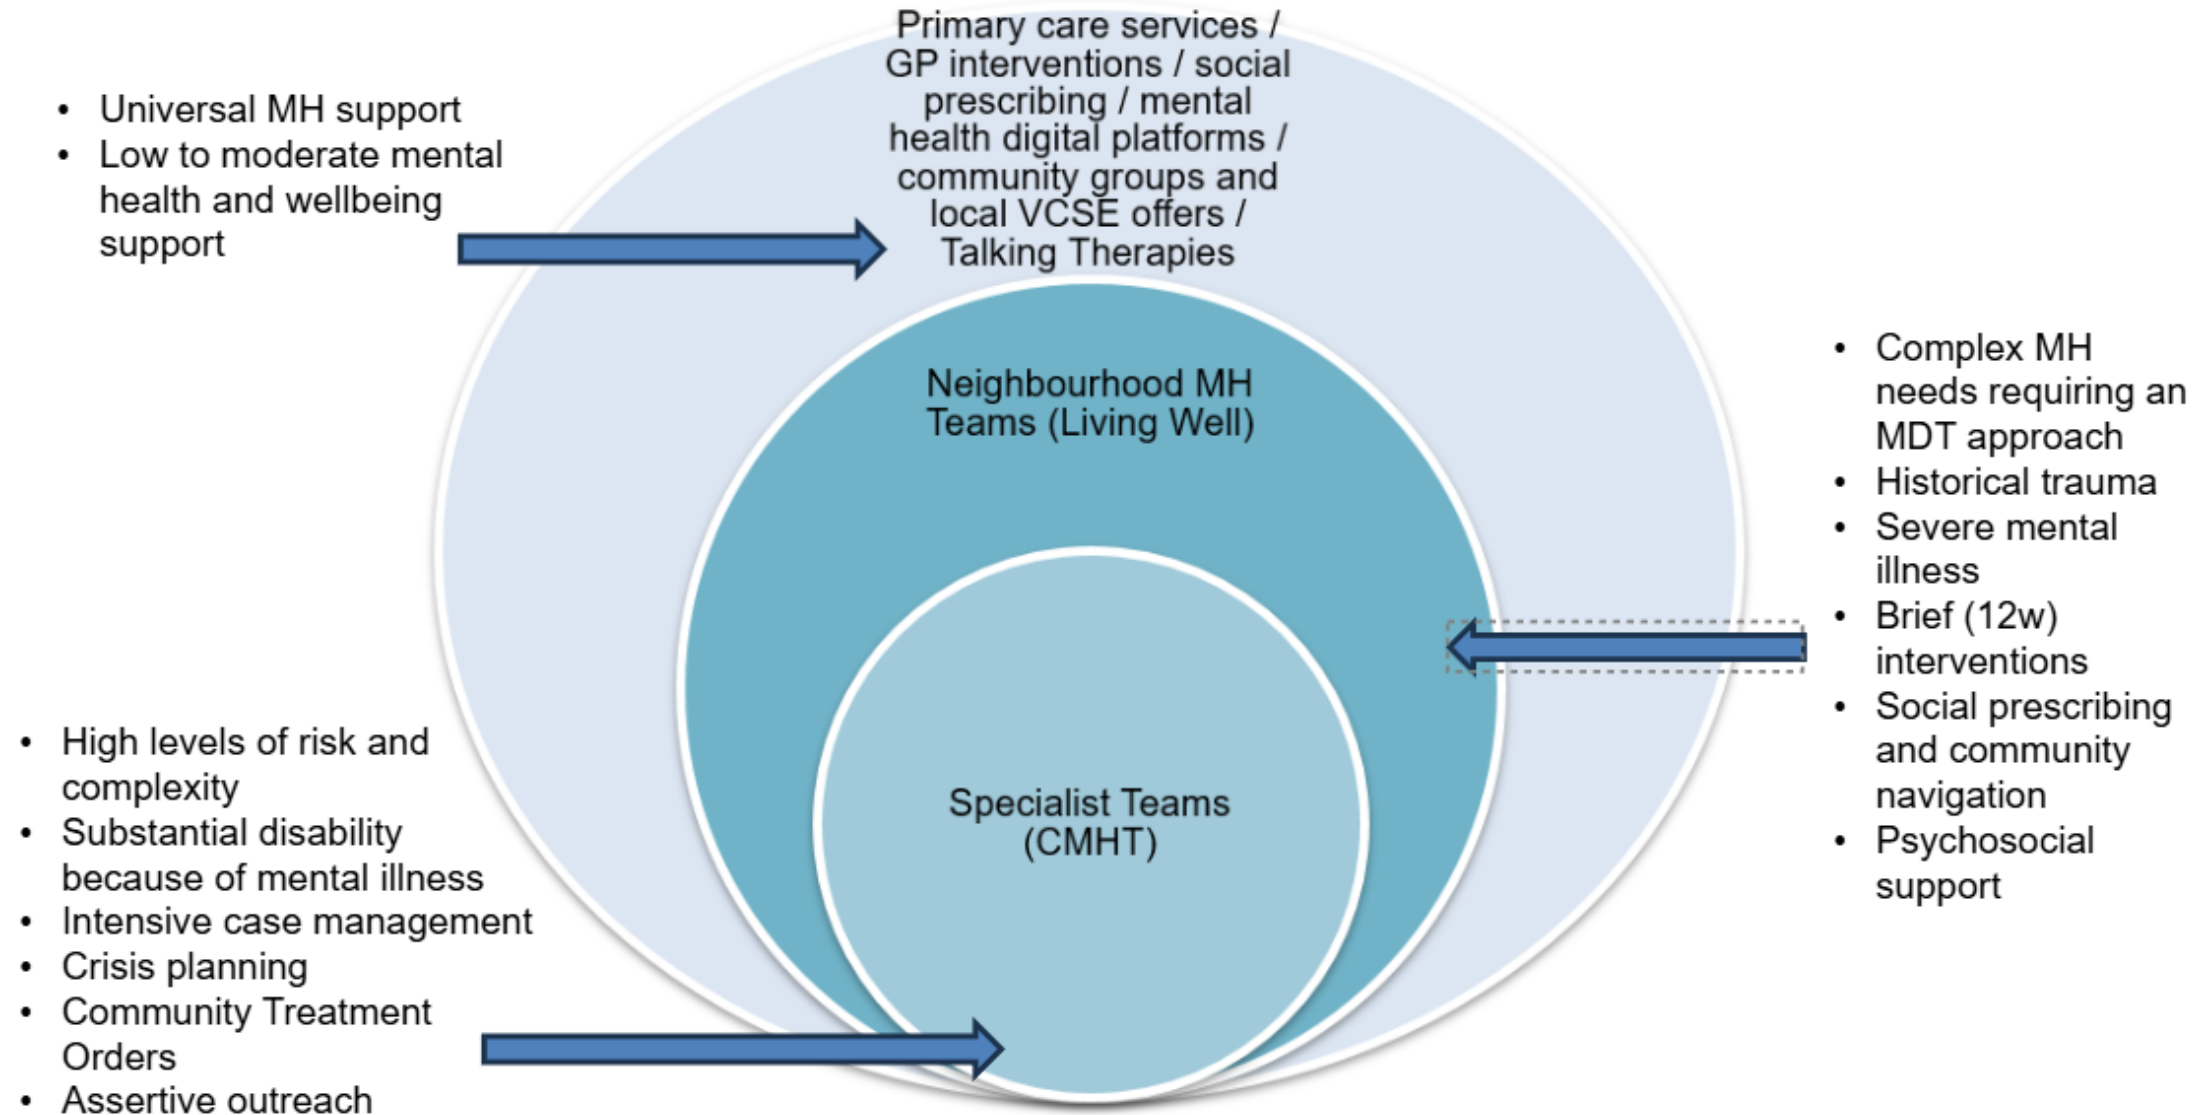 Primary care services /
GP interventions / social
prescribing / mental
health digital platforms /
community groups and
local VCSE offers /
Talking Therapies
• Universal MH support
• Low to moderate mental
health and wellbeing
support
Neighbourhood MH
Teams (Living Well)
• Complex MH
needs requiring an
MDT approach
• Historical trauma
• Severe mental
illness
• Brief (12w)
interventions
• Social prescribing
and community
navigation
• Psychosocial
support
Specialist Teams
(CMHT)
• High levels of risk and
complexity
• Substantial disability
because of mental illness
• Intensive case management
• Crisis planning
• Community Treatment
Orders
• Assertive outreach